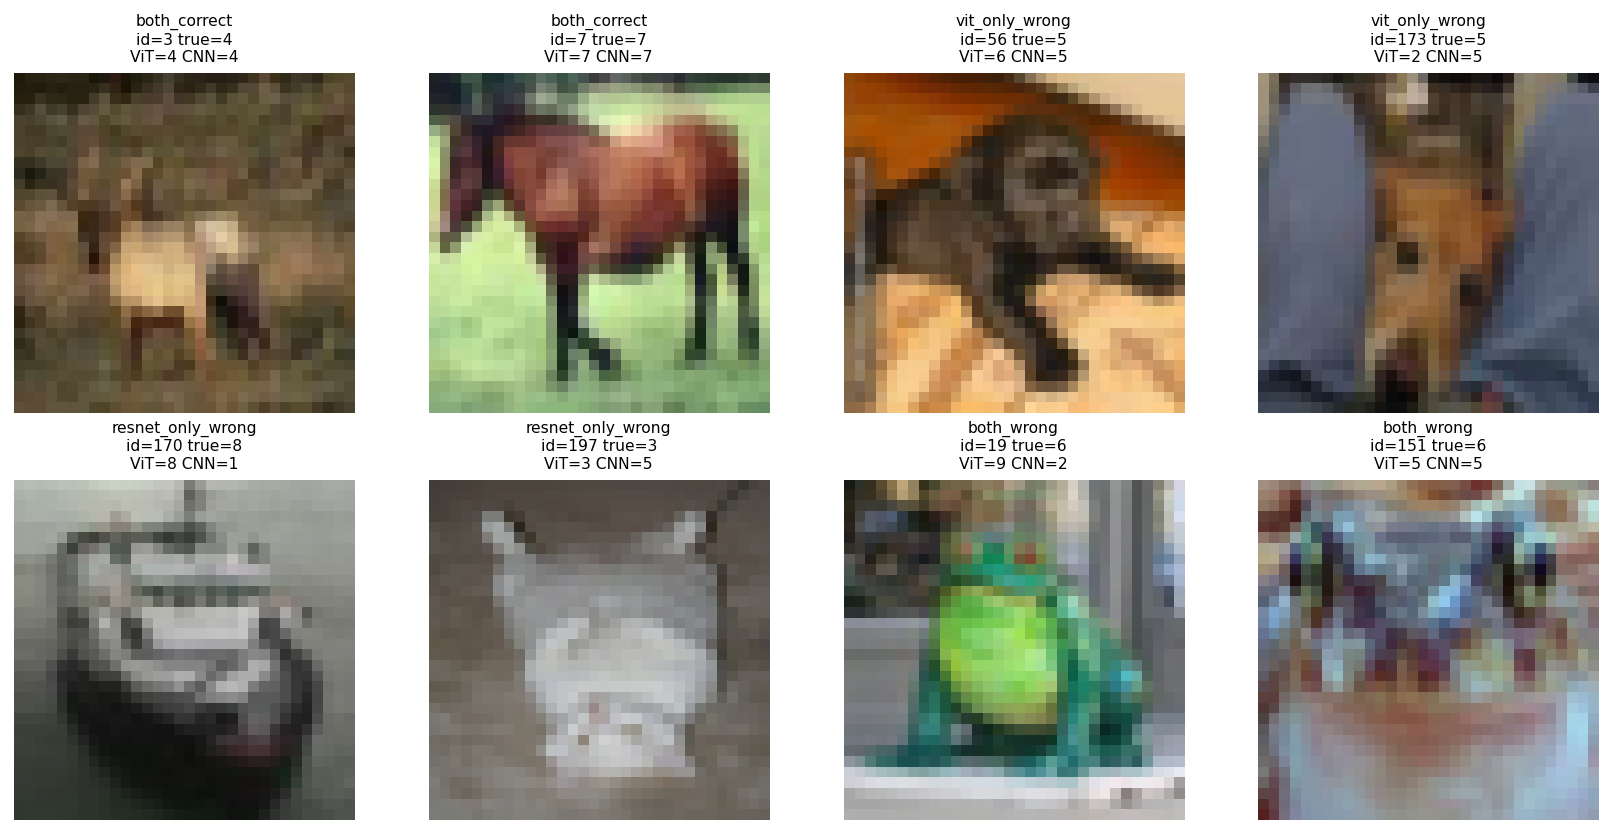 both_correct
id=3 true=4
ViT=4 CNN=4
both_correct
id=7 true=7
ViT=7 CNN=7
vit_only_wrong
id=56 true=5
ViT=6 CNN=5
vit_only_wrong
id=173 true=5
ViT=2 CNN=5
resnet_only_wrong
id=170 true=8
ViT=8 CNN=1
resnet_only_wrong
id=197 true=3
ViT=3 CNN=5
both_wrong
id=19 true=6
ViT=9 CNN=2
both_wrong
id=151 true=6
ViT=5 CNN=5